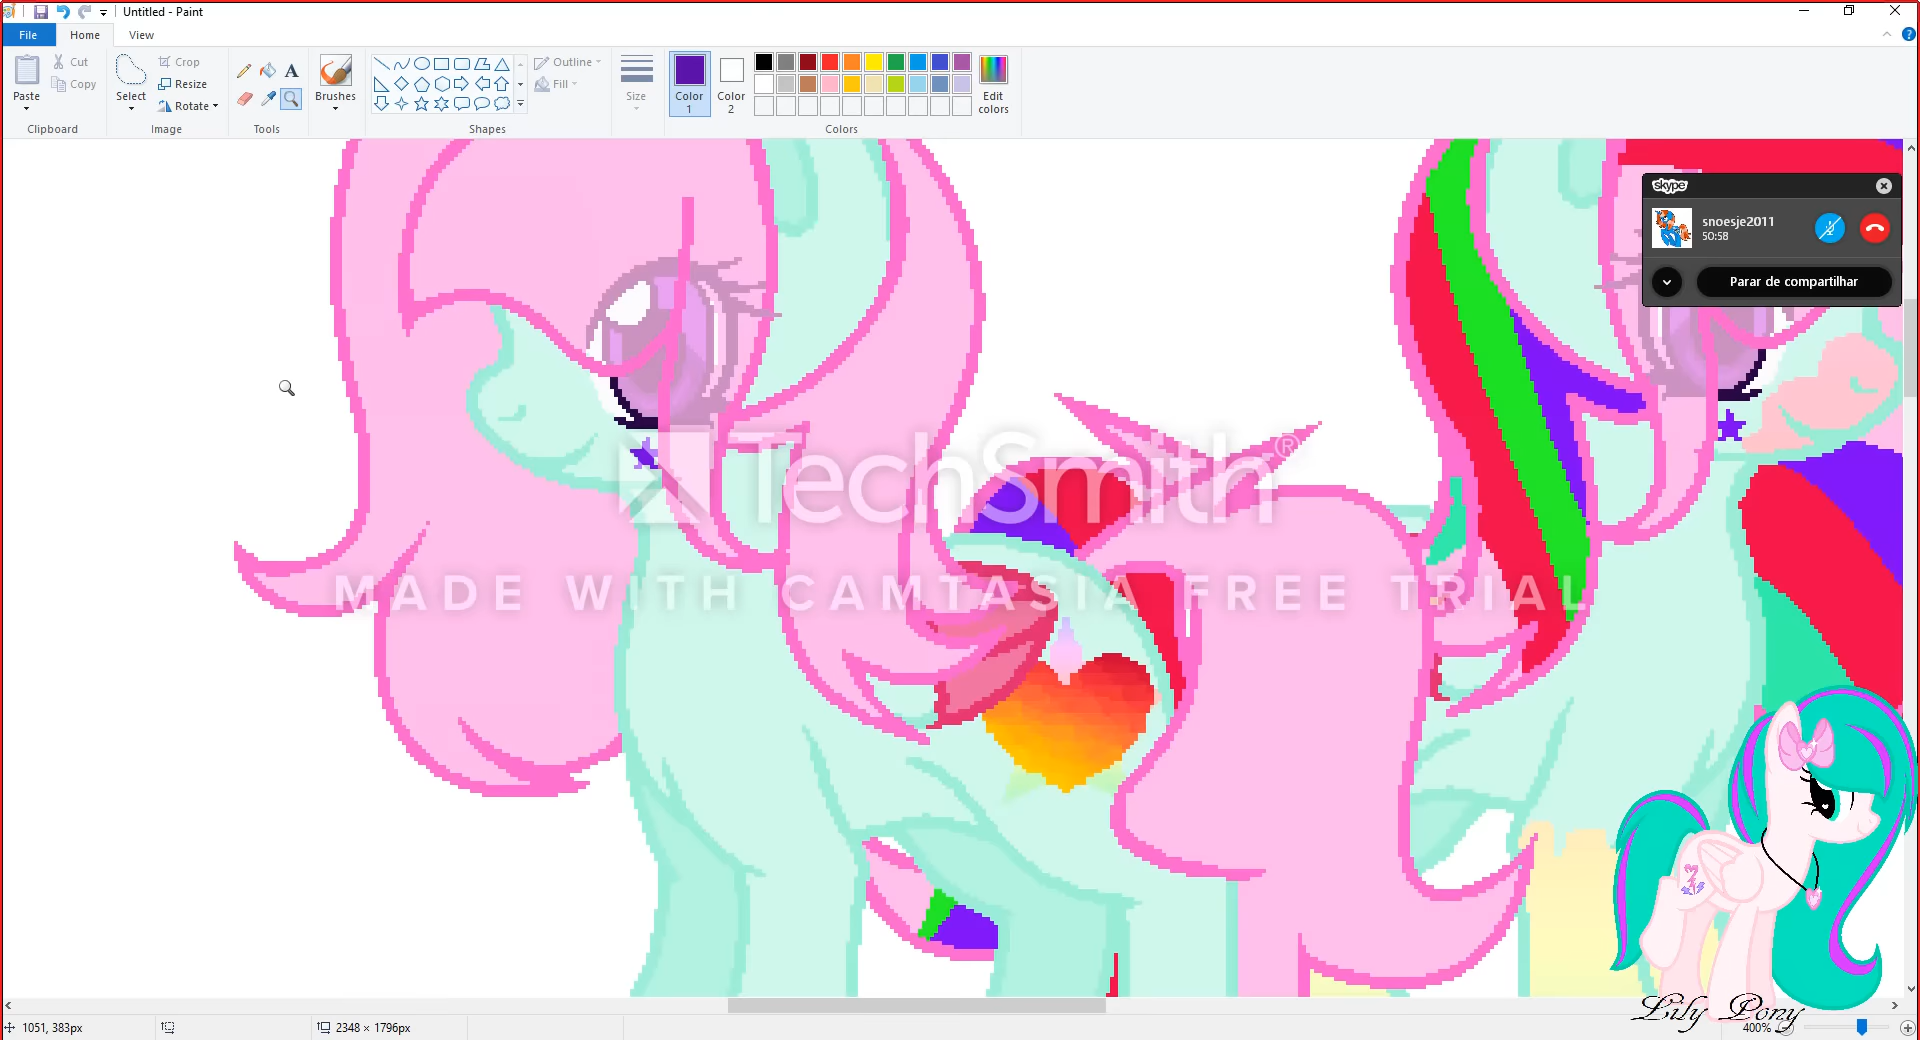 Untitled - Paint
File Home View
Paste
Cut
Copy
Clipboard
Select
Crop
Resize
Rotate
Image
A
Tools
Brushes
Shapes
Outline
Fill
Size
Color 1
Color 2
Edit colors
Colors
skype
snoesje2011
50:58
Parar de compartilhar
TechSmith®
MADE WITH CAMTASIA FREE TRIAL
Lily Pony
1051, 383px
2348 × 1796px
400%